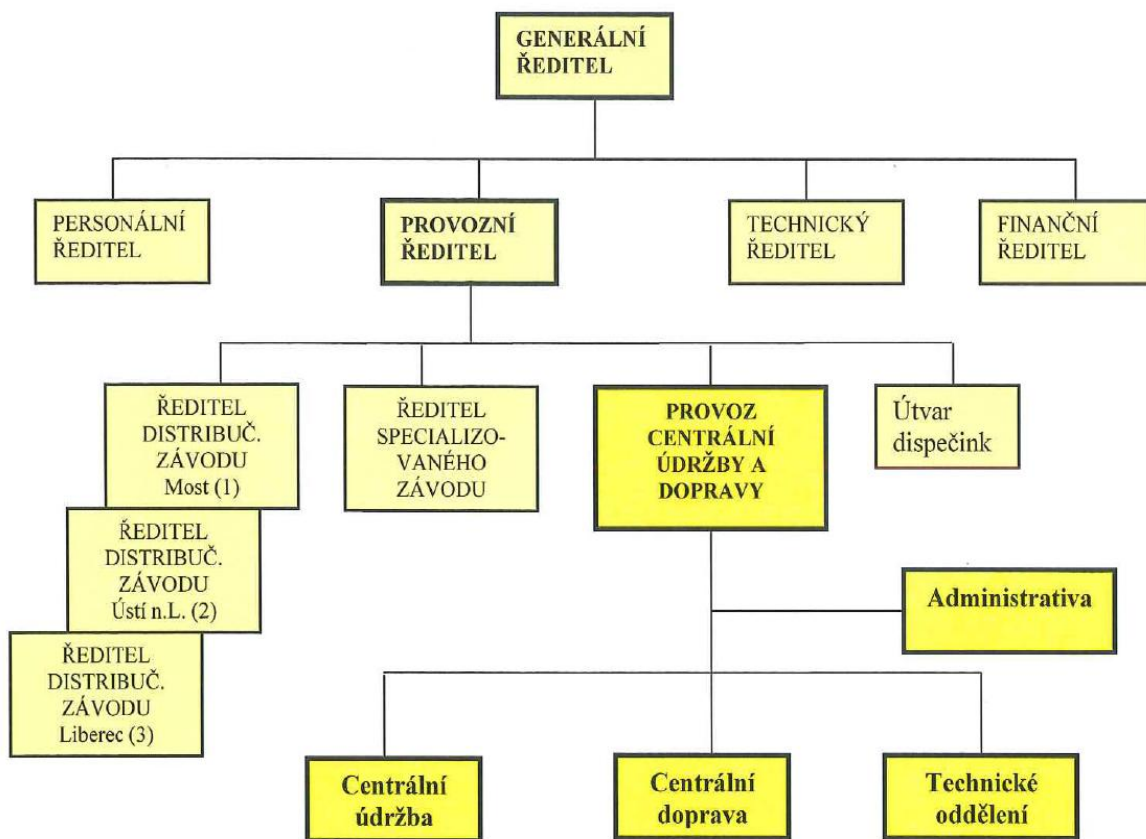 GENERÁLNÍ
ŘEDITEL
PERSONÁLNÍ
ŘEDITEL
PROVOZNÍ
ŘEDITEL
TECHNICKÝ
ŘEDITEL
FINANČNÍ
ŘEDITEL
ŘEDITEL
DISTRIBUČ.
ZÁVODU
Most (1)
ŘEDITEL
DISTRIBUČ.
ZÁVODU
Ústí n.L. (2)
ŘEDITEL
DISTRIBUČ.
ZÁVODU
Liberec (3)
ŘEDITEL
SPECIALIZO-
VANÉHO
ZÁVODU
PROVOZ
CENTRÁLNÍ
ÚDRŽBY A
DOPRAVY
Útvar
dispečink
Administrativa
Centrální
údržba
Centrální
doprava
Technické
oddělení